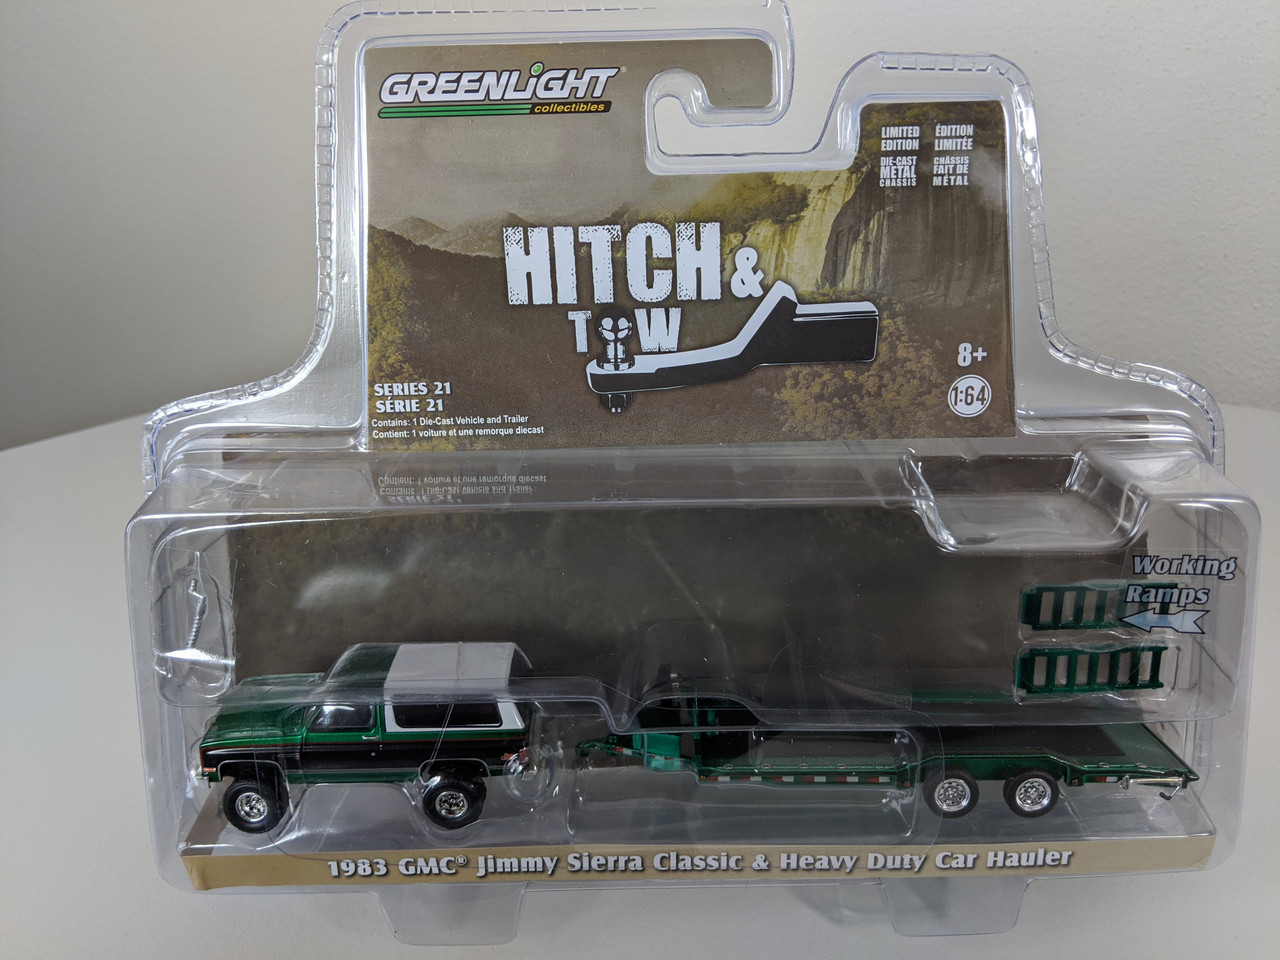 GREENLiGHT®
collectibles
LIMITED
EDITION
DIE-CAST
METAL
CHASSIS
ÉDITION
LIMITÉE
CHÂSSIS
FAIT DE
MÉTAL
HITCH &
TOW
8+
1:64
SERIES 21
SÉRIE 21
Contains: 1 Die-Cast Vehicle and Trailer
Contient: 1 voiture et une remorque diecast
Working
Ramps
1983 GMC® Jimmy Sierra Classic & Heavy Duty Car Hauler